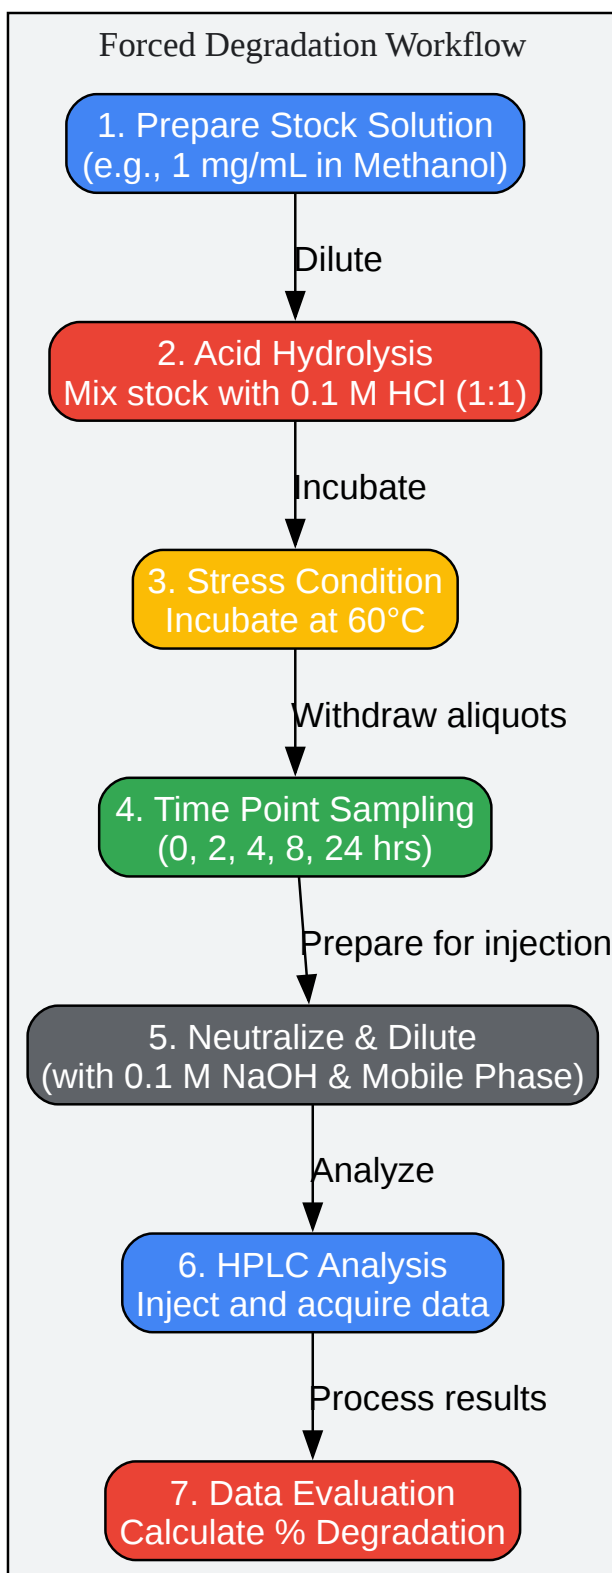 Forced Degradation Workflow
1. Prepare Stock Solution
(e.g., 1 mg/mL in Methanol)
Dilute
2. Acid Hydrolysis
Mix stock with 0.1 M HCl (1:1)
Incubate
3. Stress Condition
Incubate at 60°C
Withdraw aliquots
4. Time Point Sampling
(0, 2, 4, 8, 24 hrs)
Prepare for injection
5. Neutralize & Dilute
(with 0.1 M NaOH & Mobile Phase)
Analyze
6. HPLC Analysis
Inject and acquire data
Process results
7. Data Evaluation
Calculate % Degradation